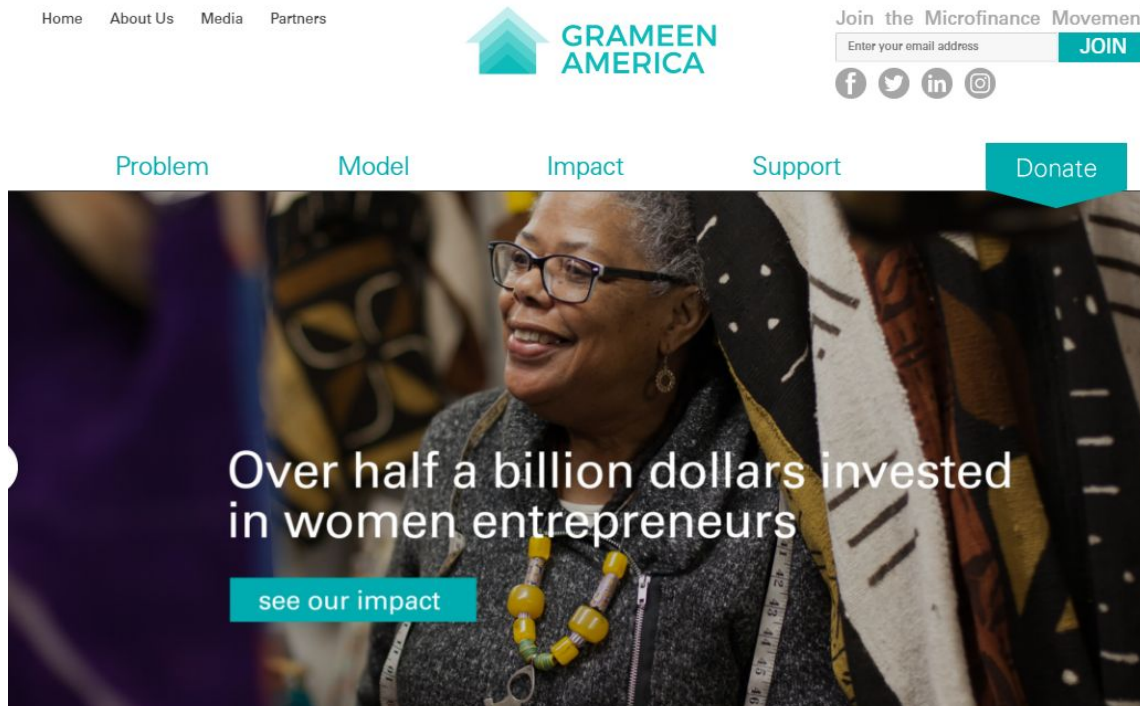 Home About Us Media Partners
GRAMEEN
AMERICA
Join the Microfinance Movemen
Enter your email address JOIN
Problem Model Impact Support Donate
Over half a billion dollars invested
in women entrepreneurs
see our impact